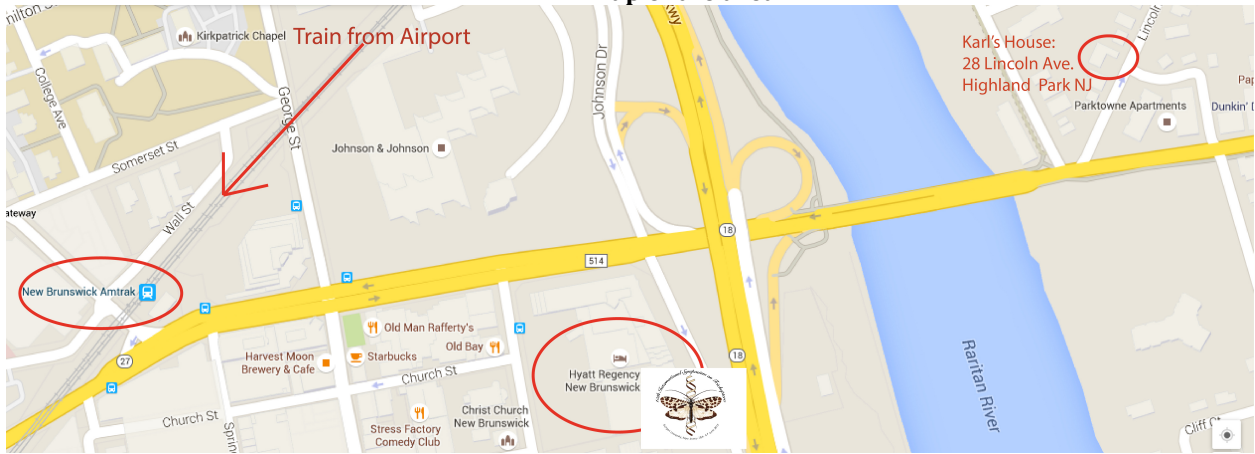 Kirkpatrick Chapel
Train from Airport
College Ave
George St
Johnson Dr
Karl's House:
28 Lincoln Ave.
Highland Park NJ
Lincoln
Parktowne Apartments
Dunkin'
Johnson & Johnson
Somerset St
ateway
Wall St
18
514
New Brunswick Amtrak
27
Old Man Rafferty's
Old Bay
Harvest Moon
Brewery & Cafe
Starbucks
Church St
Hyatt Regency
New Brunswick
18
Raritan River
Church St
Stress Factory
Comedy Club
Christ Church
New Brunswick
Cliff Ct